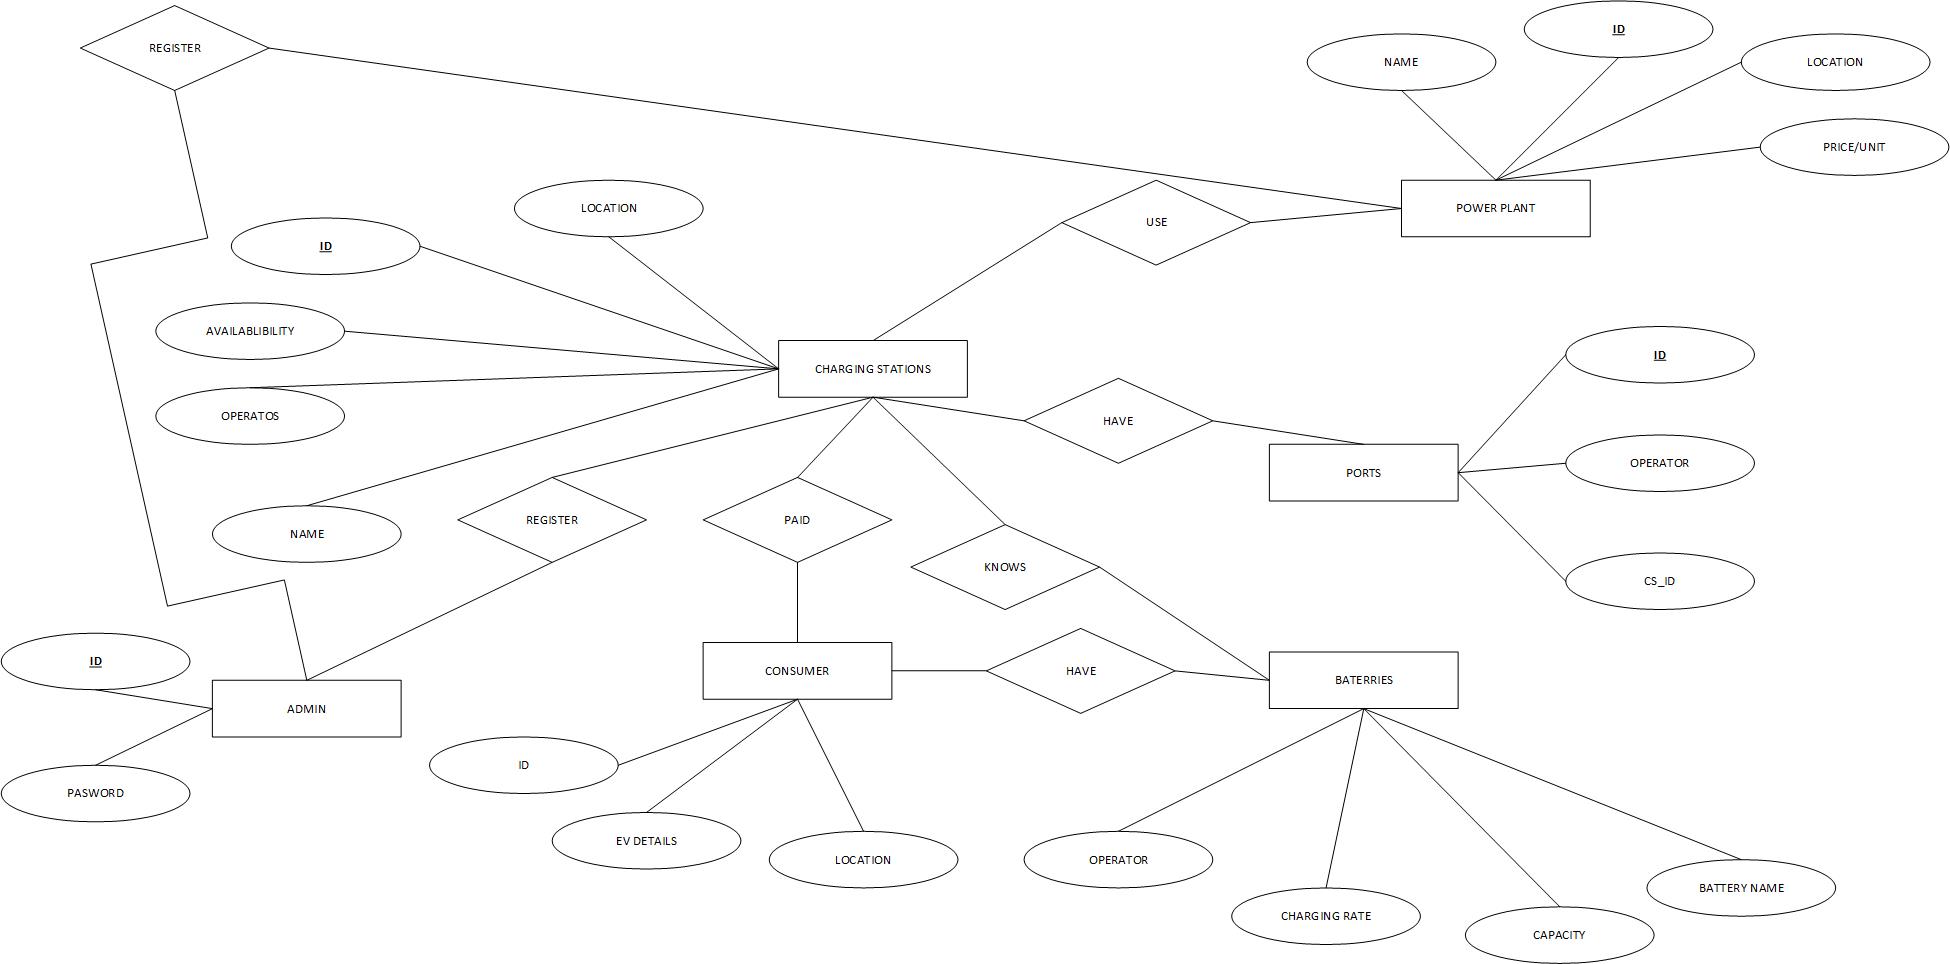 REGISTER
ID
NAME
LOCATION
PRICE/UNIT
LOCATION
USE
POWER PLANT
ID
AVAILABLIBILITY
CHARGING STATIONS
ID
OPERATOS
HAVE
OPERATOR
PORTS
NAME
REGISTER
PAID
KNOWS
CS_ID
ID
CONSUMER
HAVE
BATERRIES
ADMIN
ID
PASWORD
EV DETAILS
LOCATION
OPERATOR
BATTERY NAME
CHARGING RATE
CAPACITY